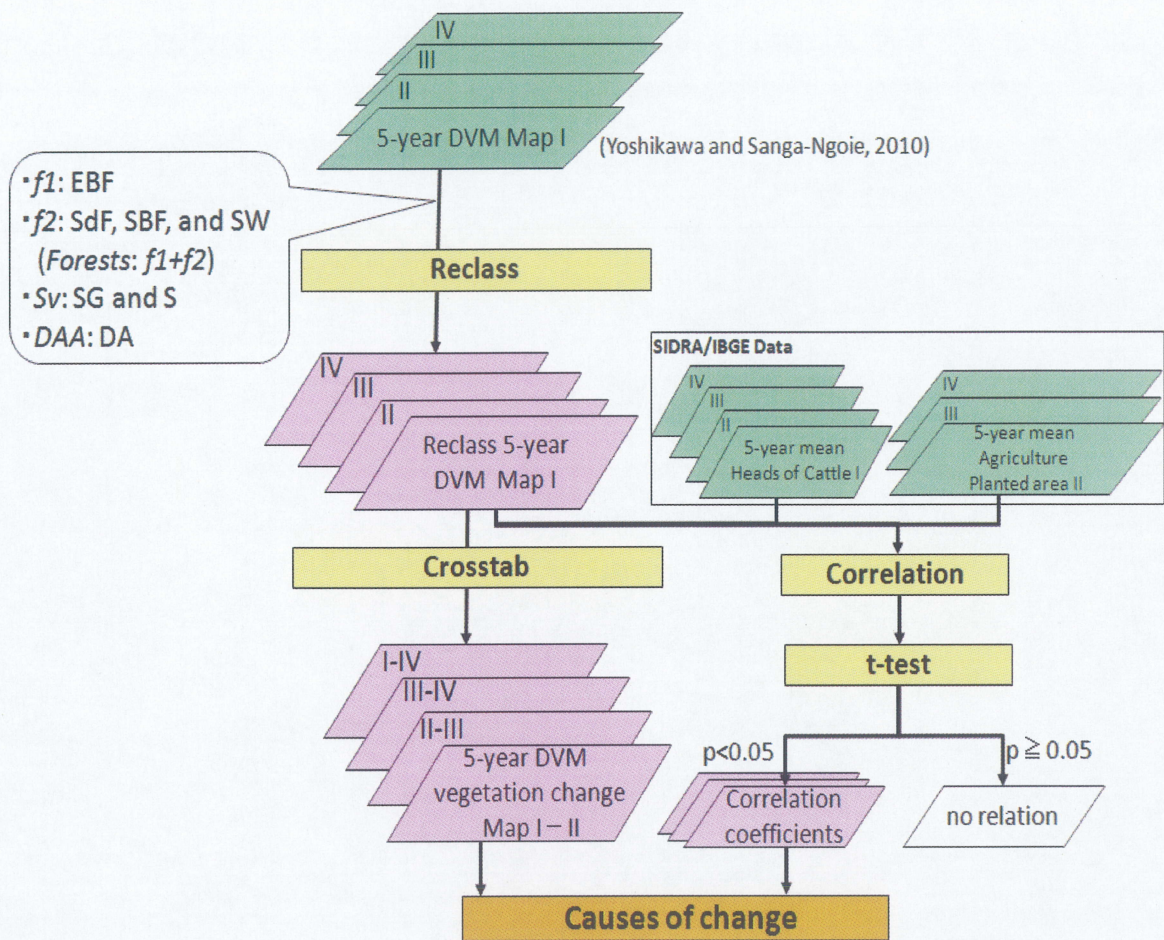 IV
III
II
5-year DVM Map I
(Yoshikawa and Sanga-Ngoie, 2010)
・f1: EBF
・f2: SdF, SBF, and SW
(Forests: f1+f2)
・Sv: SG and S
・DAA: DA
Reclass
IV
III
II
Reclass 5-year
DVM Map I
SIDRA/IBGE Data
IV
III
II
5-year mean
Heads of Cattle I
IV
III
5-year mean
Agriculture
Planted area II
Crosstab
Correlation
t-test
I-IV
III-IV
II-III
5-year DVM
vegetation change
Map I – II
p<0.05
p ≧ 0.05
Correlation
coefficients
no relation
Causes of change